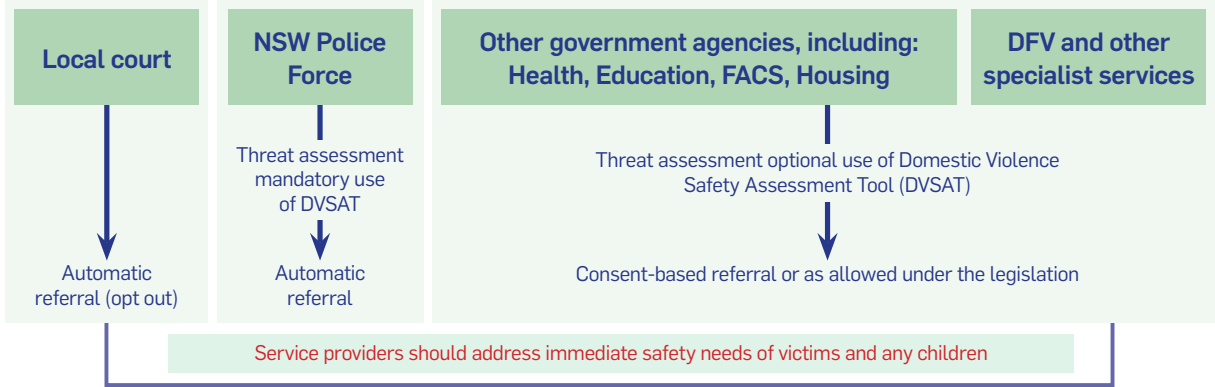 Local court
NSW Police
Force
Threat assessment
mandatory use
of DVSAT
Other government agencies, including:
Health, Education, FACS, Housing
DFV and other
specialist services
Threat assessment optional use of Domestic Violence
Safety Assessment Tool (DVSAT)
Automatic
referral (opt out)
Automatic
referral
Consent-based referral or as allowed under the legislation
Service providers should address immediate safety needs of victims and any children